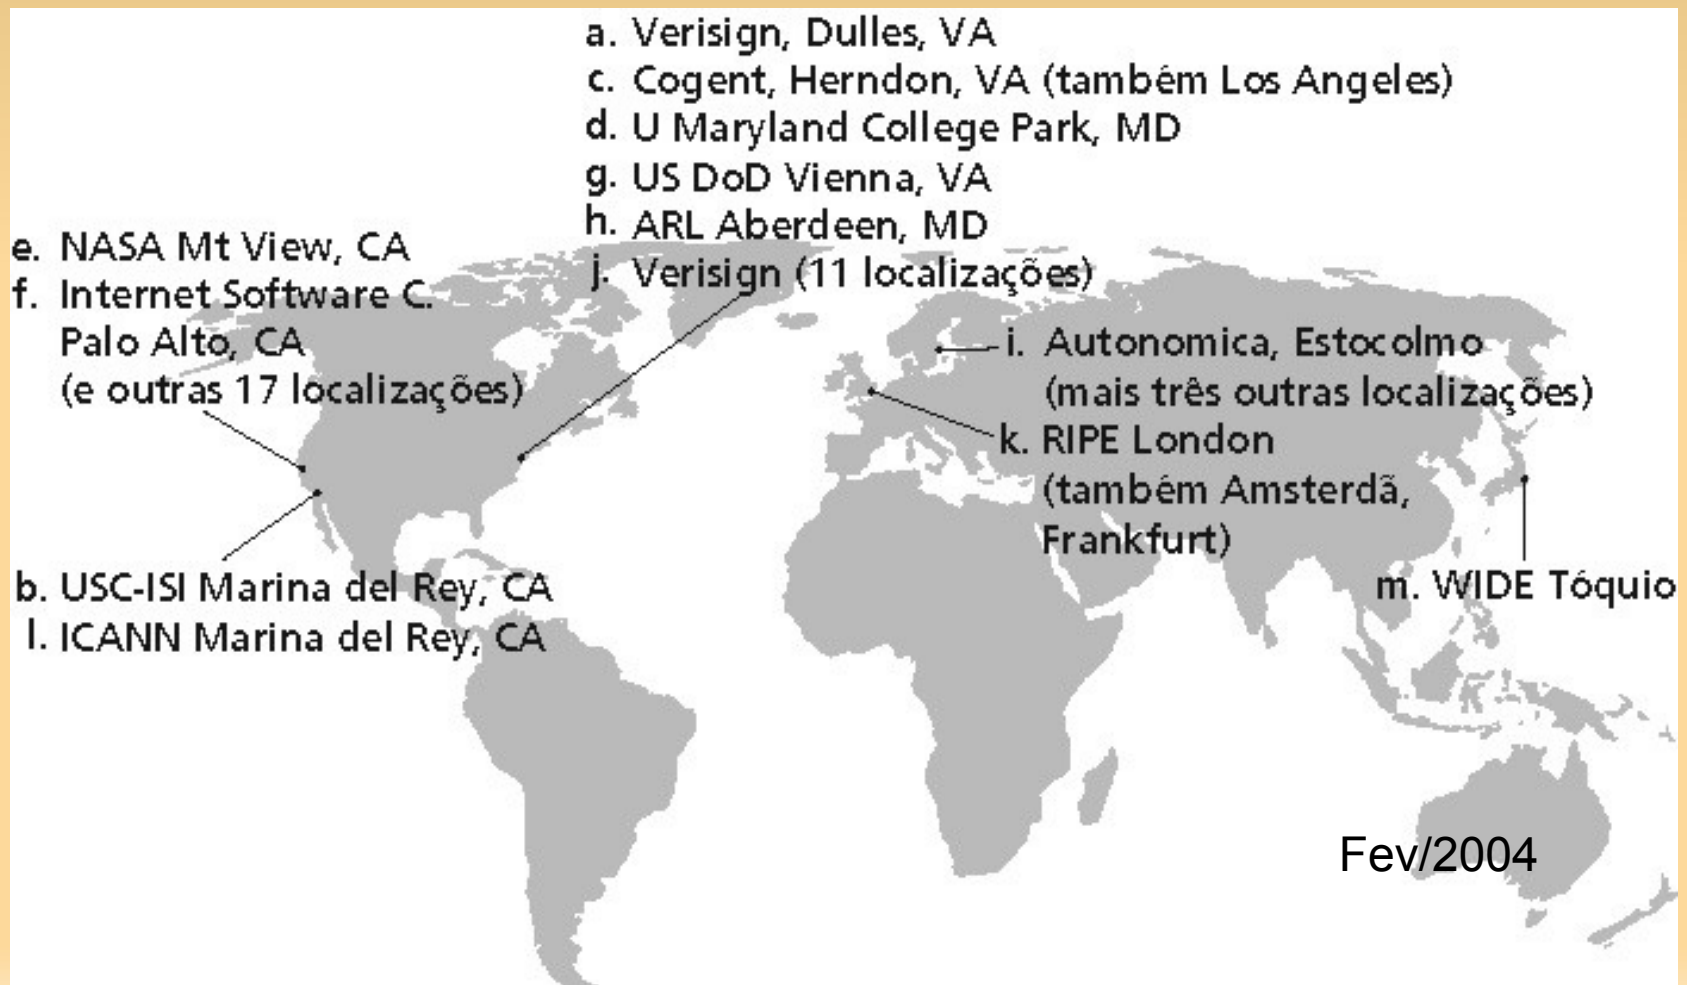 a. Verisign, Dulles, VA
c. Cogent, Herndon, VA (também Los Angeles)
d. U Maryland College Park, MD
g. US DoD Vienna, VA
h. ARL Aberdeen, MD
j. Verisign (11 localizações)
e. NASA Mt View, CA
f. Internet Software C.
Palo Alto, CA
(e outras 17 localizações)
i. Autonomica, Estocolmo
(mais três outras localizações)
k. RIPE London
(também Amsterdã,
Frankfurt)
m. WIDE Tóquio
b. USC-ISI Marina del Rey, CA
l. ICANN Marina del Rey, CA
Fev/2004